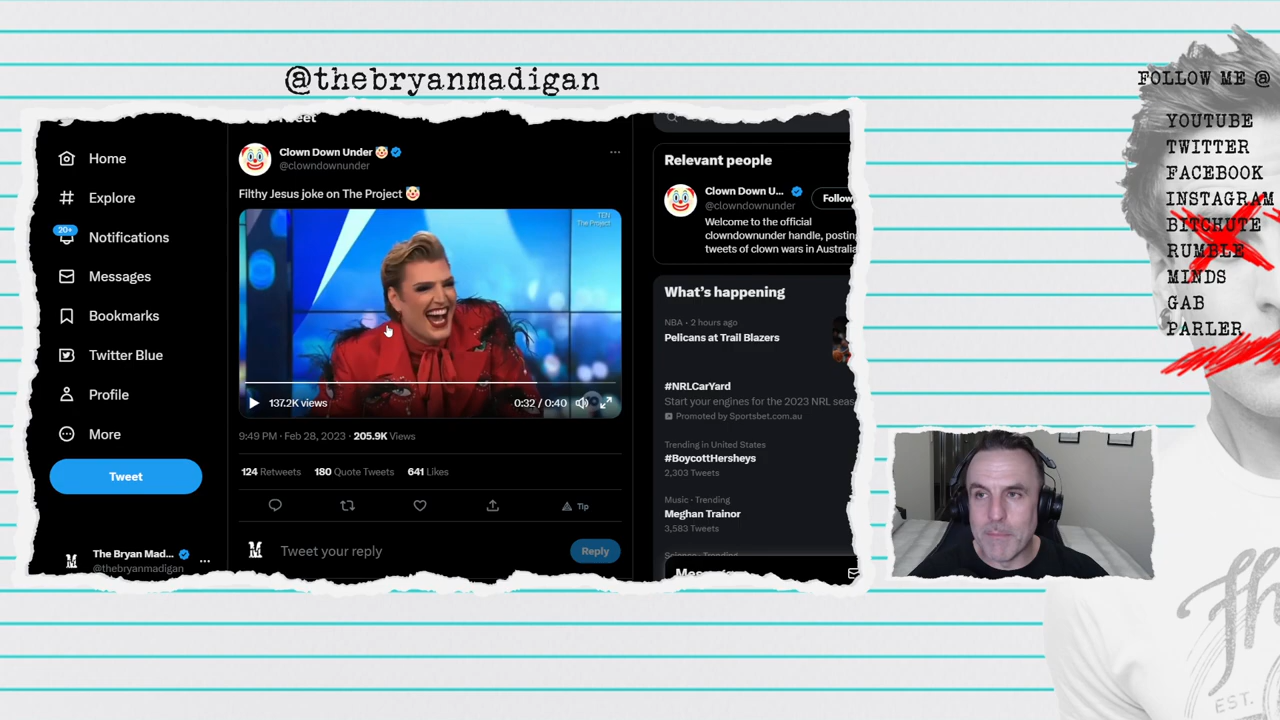 @thebryanmadigan
FOLLOW ME @
YOUTUBE
TWITTER
FACEBOOK
INSTAGRAM
BITCHUTE
RUMBLE
MINDS
GAB
PARLER
Home
Explore
20+
Notifications
Messages
Bookmarks
Twitter Blue
Profile
More
Tweet
The Bryan Mad...
@thebryanmadigan
Tweet
Clown Down Under 🤡
@clowndownunder
Filthy Jesus joke on The Project 🤡
TEN
The Project
137.2K views
0:32 / 0:40
9:49 PM · Feb 28, 2023 · 205.9K Views
124 Retweets 180 Quote Tweets 641 Likes
Tip
Tweet your reply
Reply
Relevant people
Clown Down U...
@clowndownunder
Follow
Welcome to the official
clowndownunder handle, posting
tweets of clown wars in Australia
What's happening
NBA · 2 hours ago
Pelicans at Trail Blazers
#NRLCarYard
Start your engines for the 2023 NRL seas
Promoted by Sportsbet.com.au
Trending in United States
#BoycottHersheys
2,303 Tweets
Music · Trending
Meghan Trainor
3,583 Tweets
Th
EST.